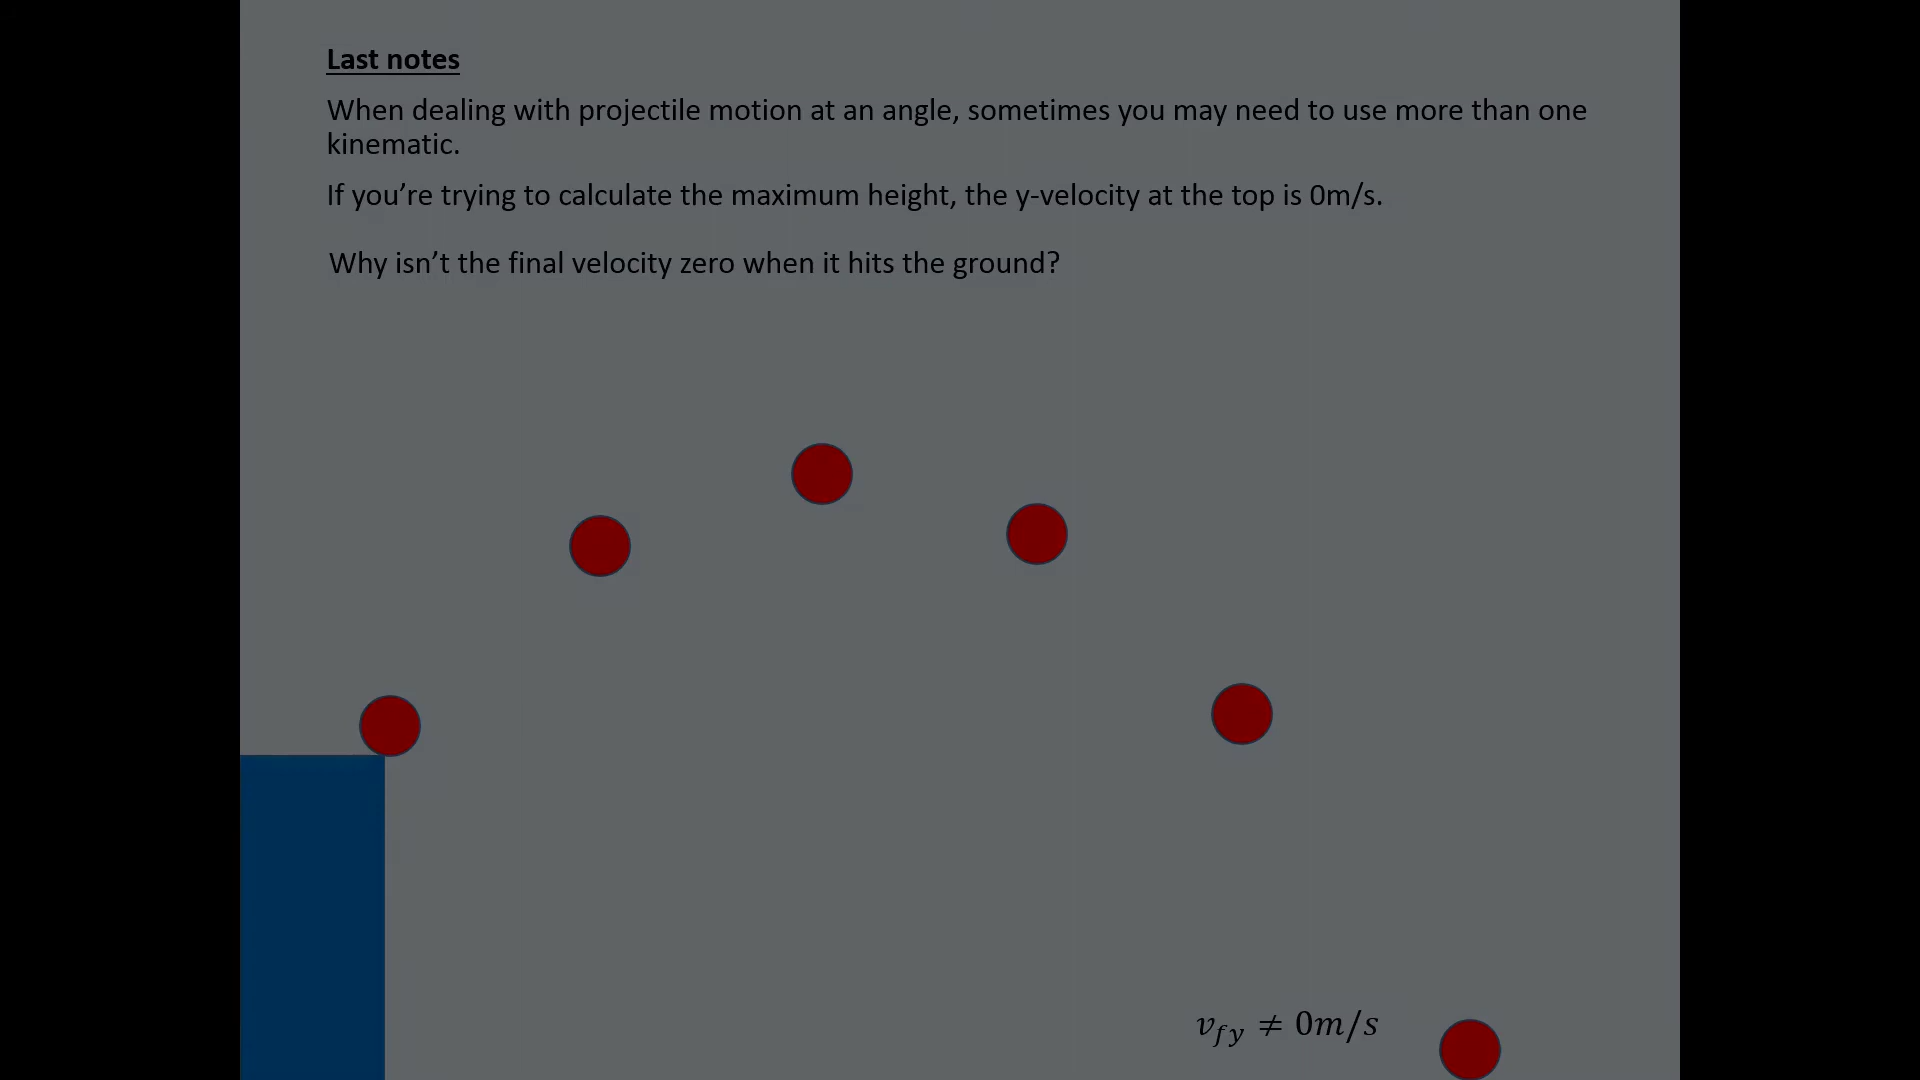 Last notes
When dealing with projectile motion at an angle, sometimes you may need to use more than one
kinematic.
If you’re trying to calculate the maximum height, the y-velocity at the top is 0m/s.
Why isn’t the final velocity zero when it hits the ground?
v_{fy} ≠ 0m/s